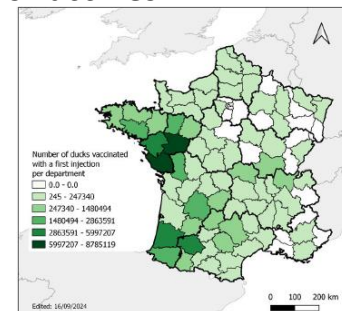 Number of ducks vaccinated
with a first injection
per department
0.0 - 0.0
245 - 247340
247340 - 1480494
1480494 - 2863591
2863591 - 5997207
5997207 - 8785119
Edited: 16/09/2024
0 100 200 km